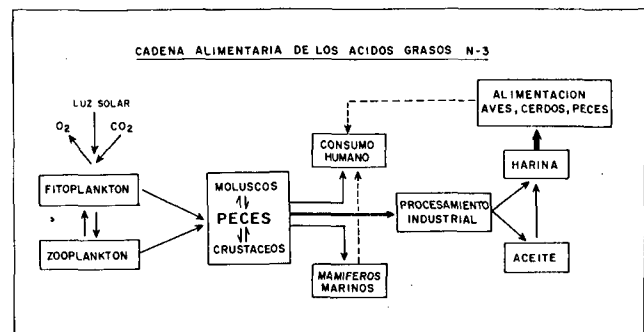 CADENA ALIMENTARIA DE LOS ACIDOS GRASOS N-3
LUZ SOLAR
O2
CO2
FITOPLANKTON
ZOOPLANKTON
MOLUSCOS
PECES
CRUSTACEOS
CONSUMO
HUMANO
MAMIFEROS
MARINOS
PROCESAMIENTO
INDUSTRIAL
ALIMENTACION
AVES, CERDOS, PECES
HARINA
ACEITE